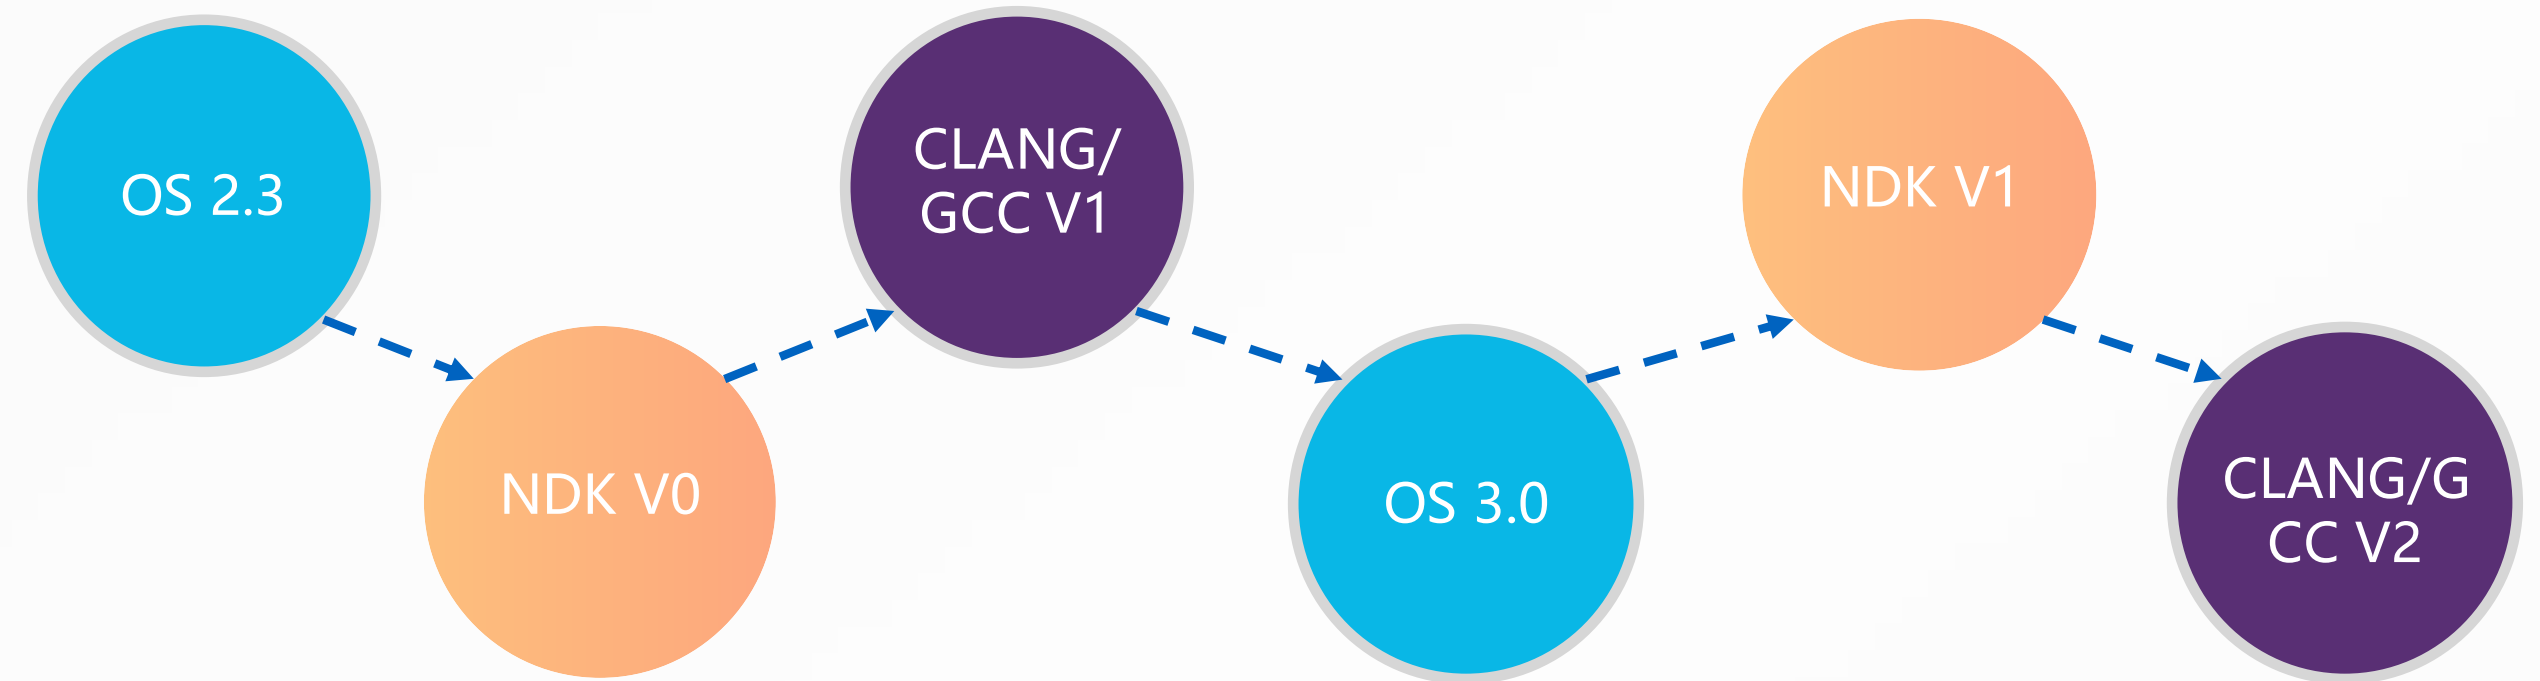 OS 2.3
NDK V0
CLANG/
GCC V1
OS 3.0
NDK V1
CLANG/G
CC V2